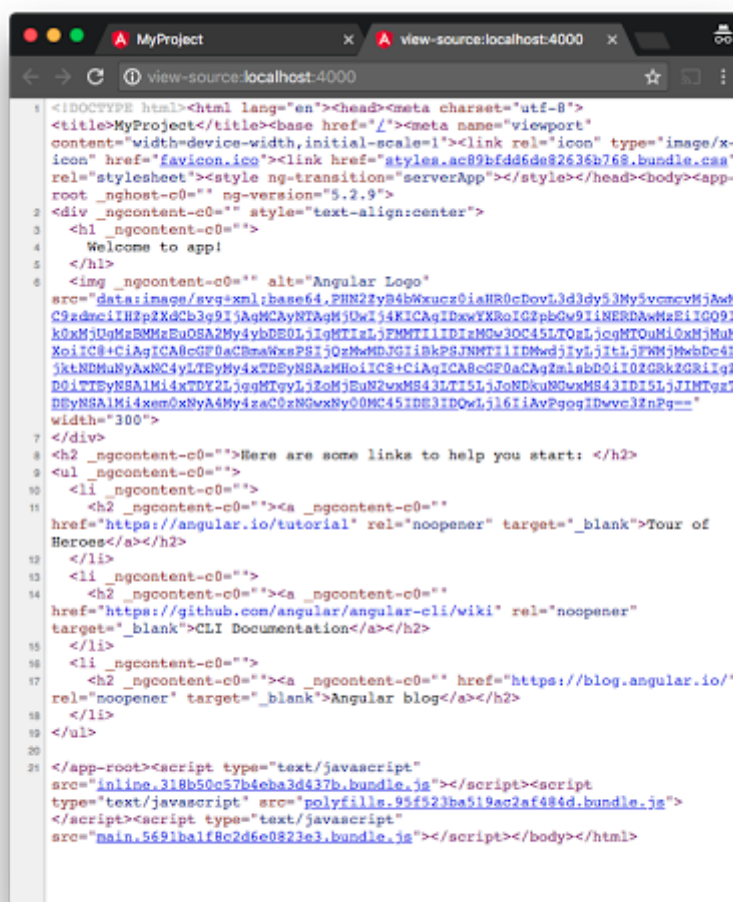 MyProject
view-source:localhost:4000
view-source:localhost:4000
1 <!DOCTYPE html><html lang="en"><head><meta charset="utf-8">
<title>MyProject</title><base href="/"><meta name="viewport"
content="width=device-width,initial-scale=1"><link rel="icon" type="image/x-
icon" href="favicon.ico"><link href="styles.ac89bfdd6de82636b768.bundle.css"
rel="stylesheet"><style ng-transition="serverApp"></style></head><body><app-
root _nghost-c0="" ng-version="5.2.9">
2 <div _ngcontent-c0="" style="text-align:center">
3 <h1 _ngcontent-c0="">
4 Welcome to app!
5 </h1>
6 <img _ngcontent-c0="" alt="Angular Logo"
src="data:image/svg+xml;base64,
width="300">
7 </div>
8 <h2 _ngcontent-c0="">Here are some links to help you start: </h2>
9 <ul _ngcontent-c0="">
10 <li _ngcontent-c0="">
11 <h2 _ngcontent-c0=""><a _ngcontent-c0=""
href="https://angular.io/tutorial" rel="noopener" target="_blank">Tour of
Heroes</a></h2>
12 </li>
13 <li _ngcontent-c0="">
14 <h2 _ngcontent-c0=""><a _ngcontent-c0=""
href="https://github.com/angular/angular-cli/wiki" rel="noopener"
target="_blank">CLI Documentation</a></h2>
15 </li>
16 <li _ngcontent-c0="">
17 <h2 _ngcontent-c0=""><a _ngcontent-c0="" href="https://blog.angular.io/"
rel="noopener" target="_blank">Angular blog</a></h2>
18 </li>
19 </ul>
20
21 </app-root><script type="text/javascript"
src="inline.318b50c57b4eba3d437b.bundle.js"></script><script
type="text/javascript" src="polyfills.95f523ba519ac2af484d.bundle.js">
</script><script type="text/javascript"
src="main.5691ba1f8c2d6e0823e3.bundle.js"></script></body></html>